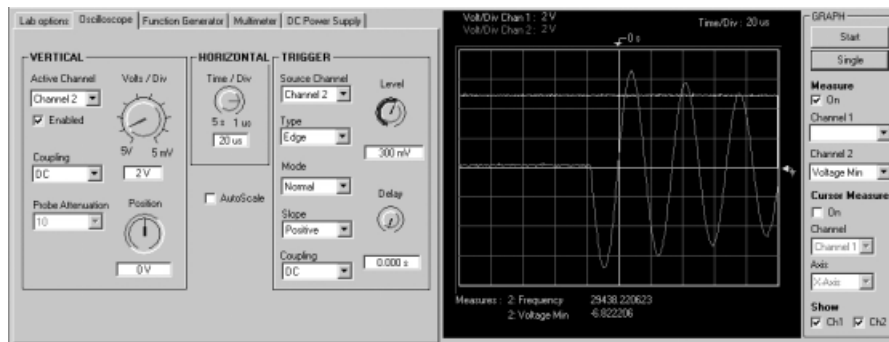 Lab options Oscilloscope Function Generator Multimeter DC Power Supply
VERTICAL
Active Channel
Channel 2
Enabled
Coupling
DC
Probe Attenuation
10
Volts / Div
5V 5 mV
2 V
Position
0 V
HORIZONTAL
Time / Div
5 s 1 us
20 us
AutoScale
TRIGGER
Source Channel
Channel 2
Type
Edge
Mode
Normal
Slope
Positive
Coupling
DC
Level
300 mV
Delay
0.000 s
Volt/Div Chan 1 : 2 V
Volt/Div Chan 2 : 2 V
Time/Div : 20 us
0 s
Measures : 2: Frequency 29438.220623
2: Voltage Min -6.822206
GRAPH
Start
Single
Measure
On
Channel 1
Channel 2
Voltage Min
Cursor Measure
On
Channel
Channel 1
Axis
X-Axis
Show
Ch1 Ch2